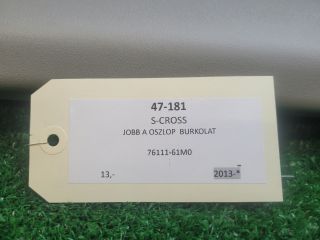 47-181
S-CROSS
JOBB A OSZLOP BURKOLAT
76111-61M0
13,- 2013-*